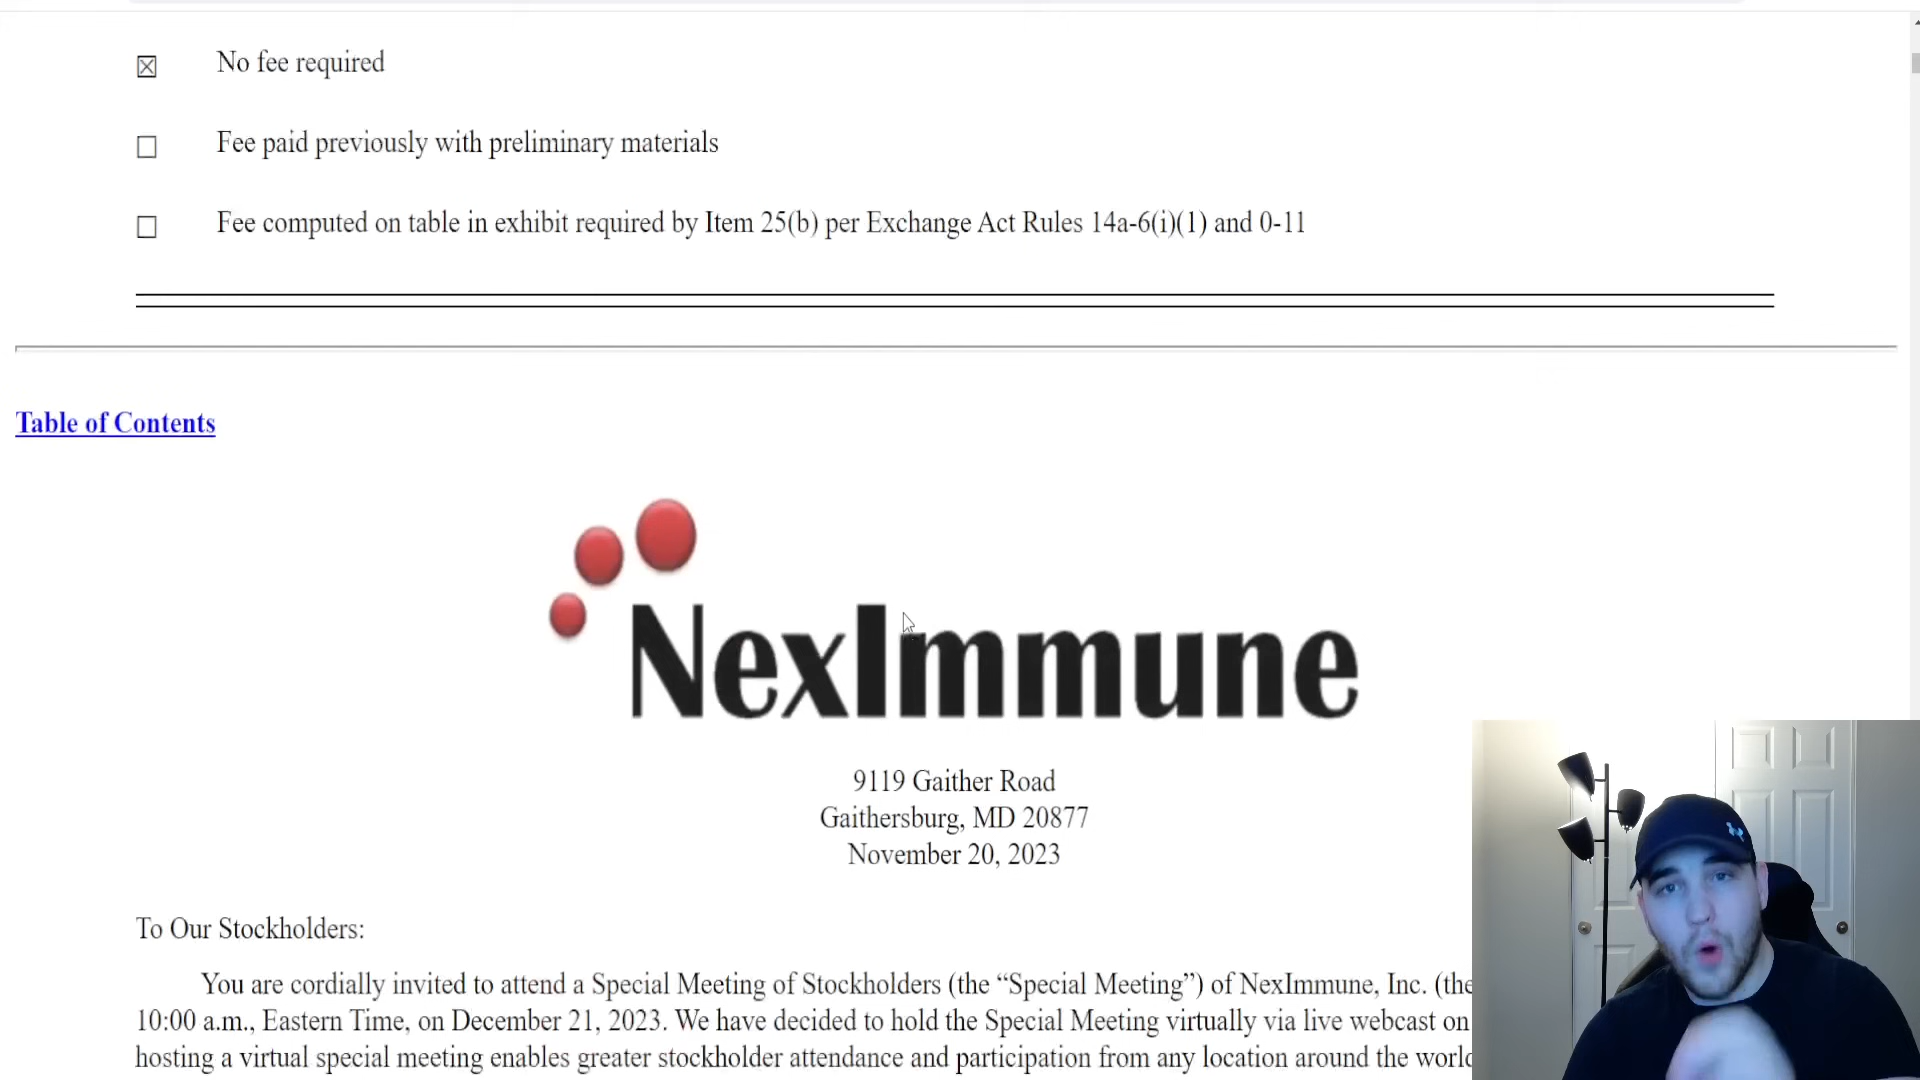 No fee required
Fee paid previously with preliminary materials
Fee computed on table in exhibit required by Item 25(b) per Exchange Act Rules 14a-6(i)(1) and 0-11
Table of Contents
NexImmune
9119 Gaither Road
Gaithersburg, MD 20877
November 20, 2023
To Our Stockholders:
You are cordially invited to attend a Special Meeting of Stockholders (the “Special Meeting”) of NexImmune, Inc. (the
10:00 a.m., Eastern Time, on December 21, 2023. We have decided to hold the Special Meeting virtually via live webcast on
hosting a virtual special meeting enables greater stockholder attendance and participation from any location around the